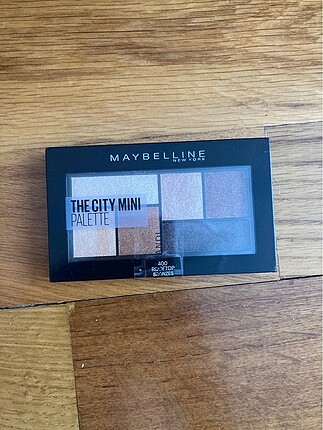 MAYBELLINE
NEW YORK
THE CITY MINI
PALETTE
400
ROOFTOP
BRONZES